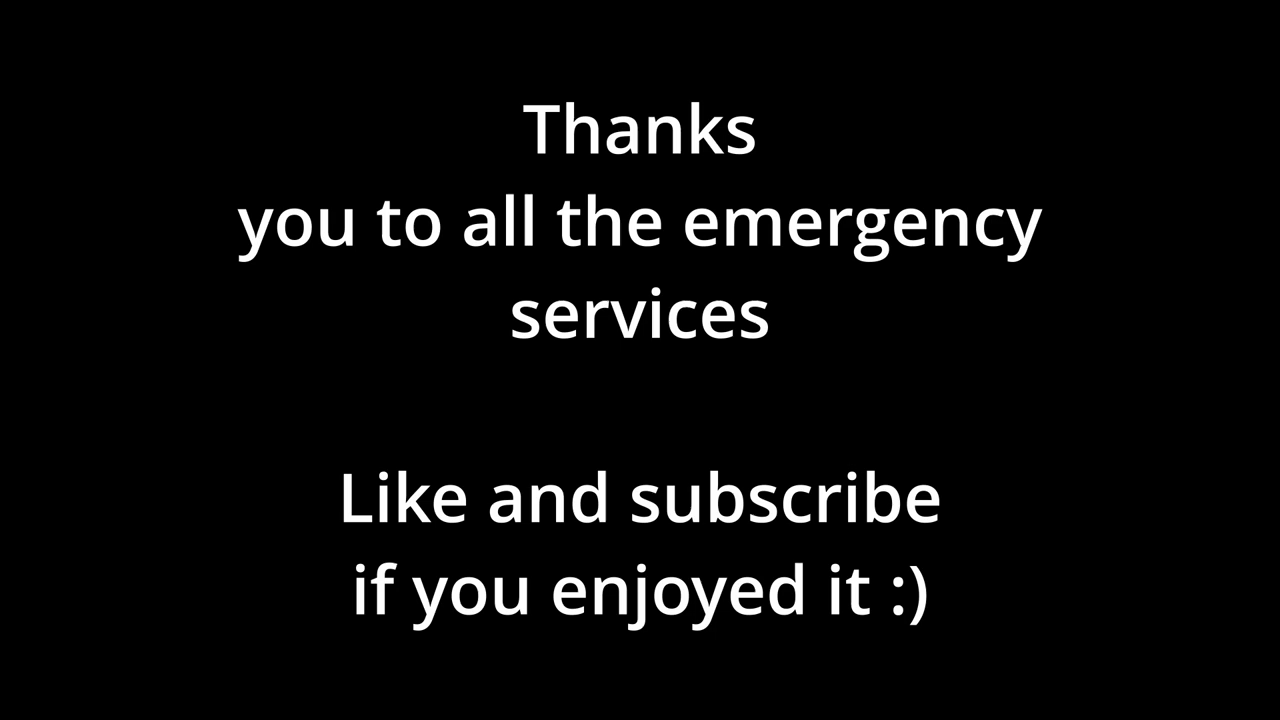 Thanks
you to all the emergency
services
Like and subscribe
if you enjoyed it :)